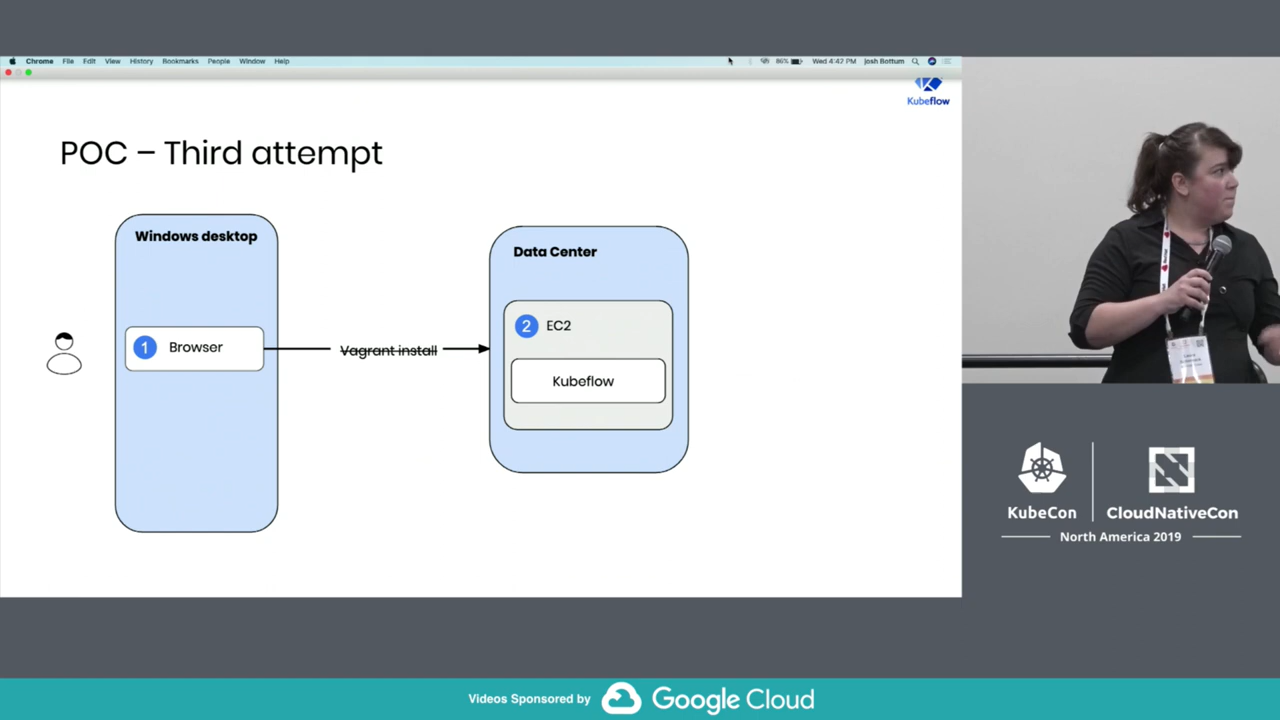 Chrome File Edit View History Bookmarks People Window Help
86% Wed 4:42 PM Josh Bottum
Kubeflow
POC – Third attempt
Windows desktop
1 Browser
Vagrant install
Data Center
2 EC2
Kubeflow
KubeCon
CloudNativeCon
North America 2019
Videos Sponsored by Google Cloud